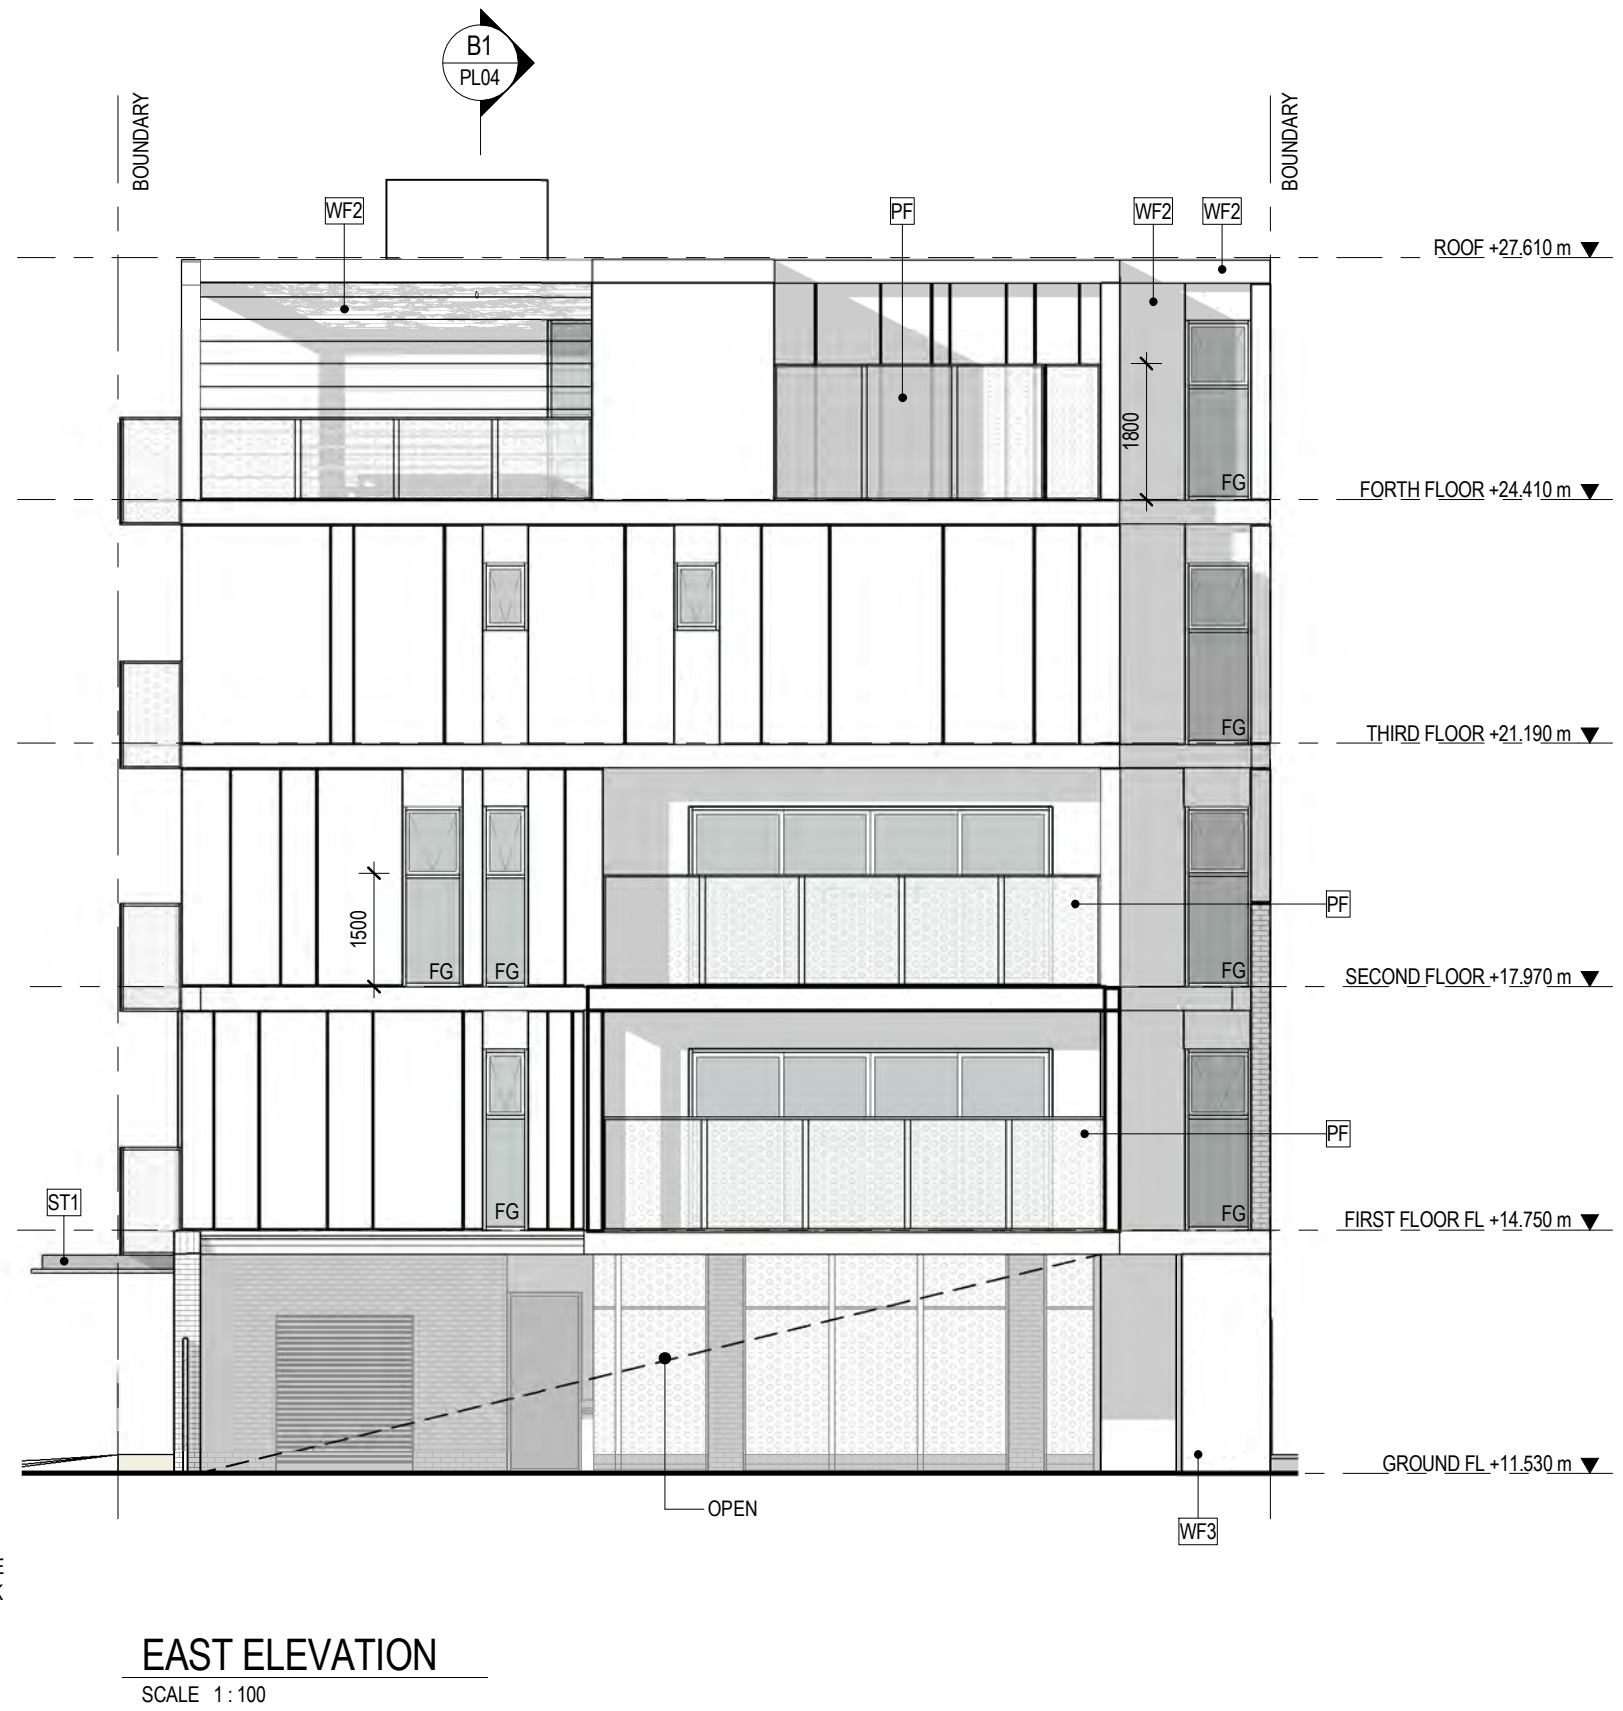 B1
PL04
BOUNDARY
BOUNDARY
WF2
PF
WF2
WF2
ROOF +27.610 m
1800
FG
FORTH FLOOR +24.410 m
FG
THIRD FLOOR +21.190 m
PF
1500
FG
FG
FG
SECOND FLOOR +17.970 m
PF
ST1
FG
FG
FIRST FLOOR FL +14.750 m
GROUND FL +11.530 m
OPEN
WF3
EAST ELEVATION
SCALE 1 : 100